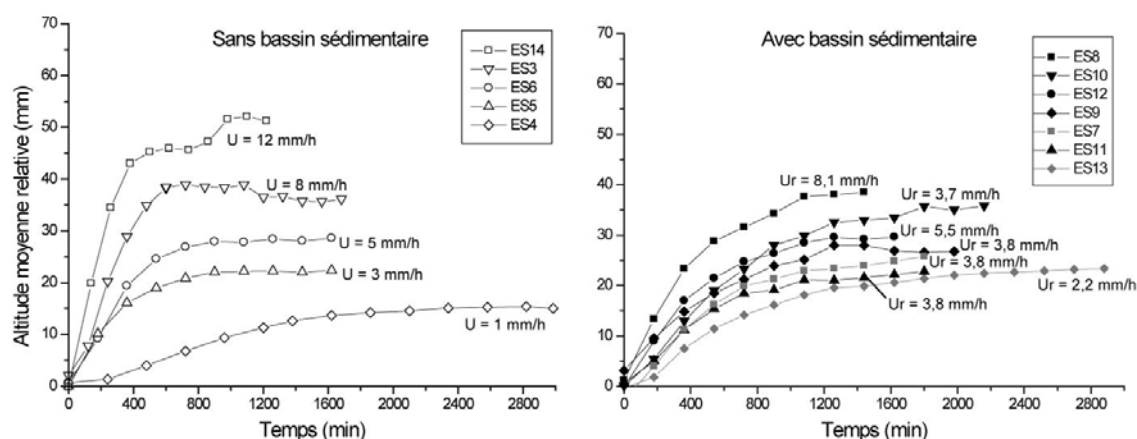 Sans bassin sédimentaire
ES14
ES3
ES6
ES5
ES4
U = 12 mm/h
U = 8 mm/h
U = 5 mm/h
U = 3 mm/h
U = 1 mm/h
Altitude moyenne relative (mm)
70
60
50
40
30
20
10
0
0 400 800 1200 1600 2000 2400 2800
Temps (min)
Avec bassin sédimentaire
ES8
ES10
ES12
ES9
ES7
ES11
ES13
Ur = 8,1 mm/h
Ur = 3,7 mm/h
Ur = 5,5 mm/h
Ur = 3,8 mm/h
Ur = 3,8 mm/h
Ur = 2,2 mm/h
Ur = 3,8 mm/h
70
60
50
40
30
20
10
0
0 400 800 1200 1600 2000 2400 2800
Temps (min)